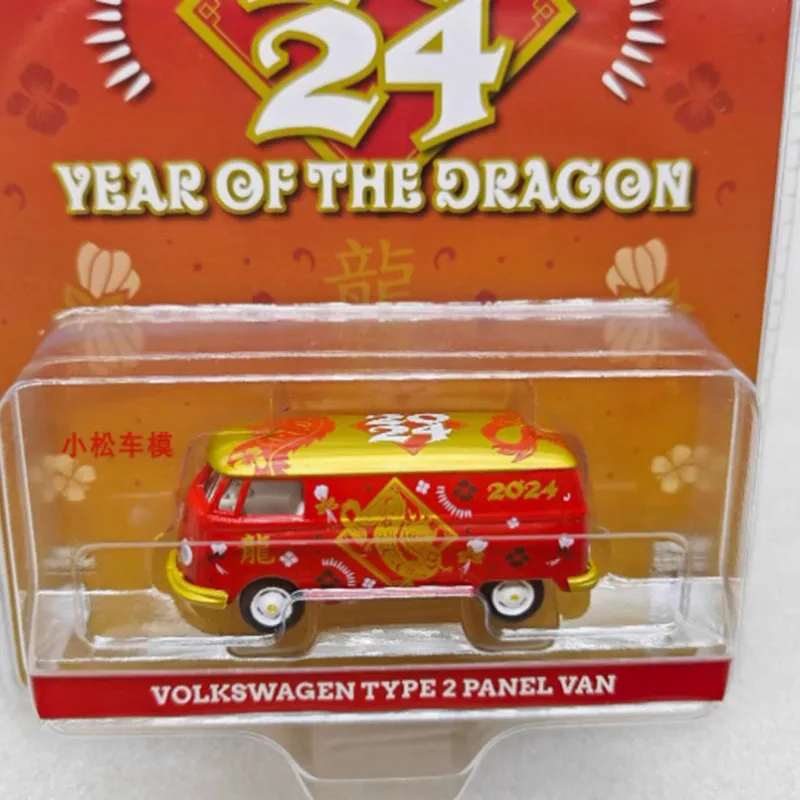 24
YEAR OF THE DRAGON
龍
小松车模
2024
2024
龍
VOLKSWAGEN TYPE 2 PANEL VAN